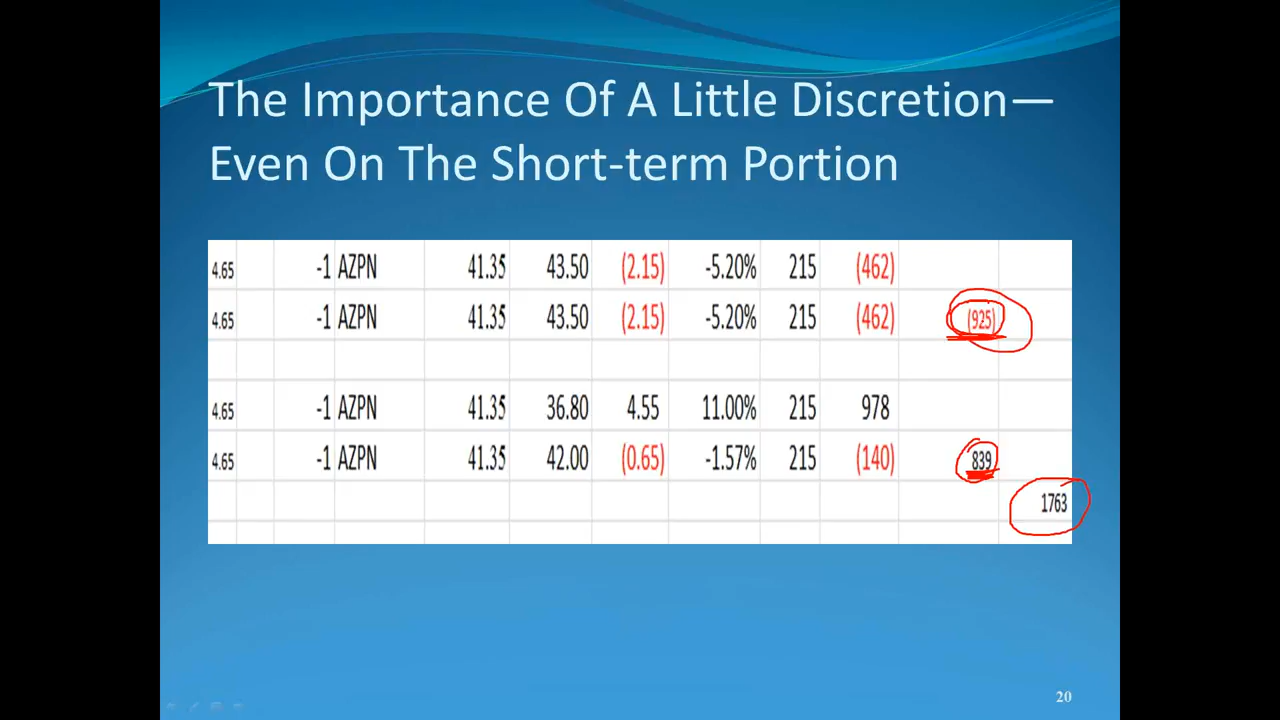 The Importance Of A Little Discretion—
Even On The Short-term Portion
4.65 -1 AZPN 41.35 43.50 (2.15) -5.20% 215 (462)
4.65 -1 AZPN 41.35 43.50 (2.15) -5.20% 215 (462) (925)
4.65 -1 AZPN 41.35 36.80 4.55 11.00% 215 978
4.65 -1 AZPN 41.35 42.00 (0.65) -1.57% 215 (140) 839
1763
20